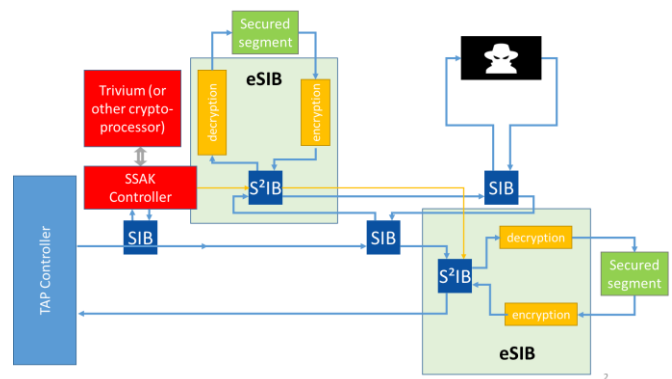 Secured
segment
eSIB
decryption
encryption
Trivium (or
other crypto-
processor)
SSAK
Controller
S²IB
SIB
SIB
SIB
TAP Controller
S²IB
decryption
Secured
segment
encryption
eSIB
2